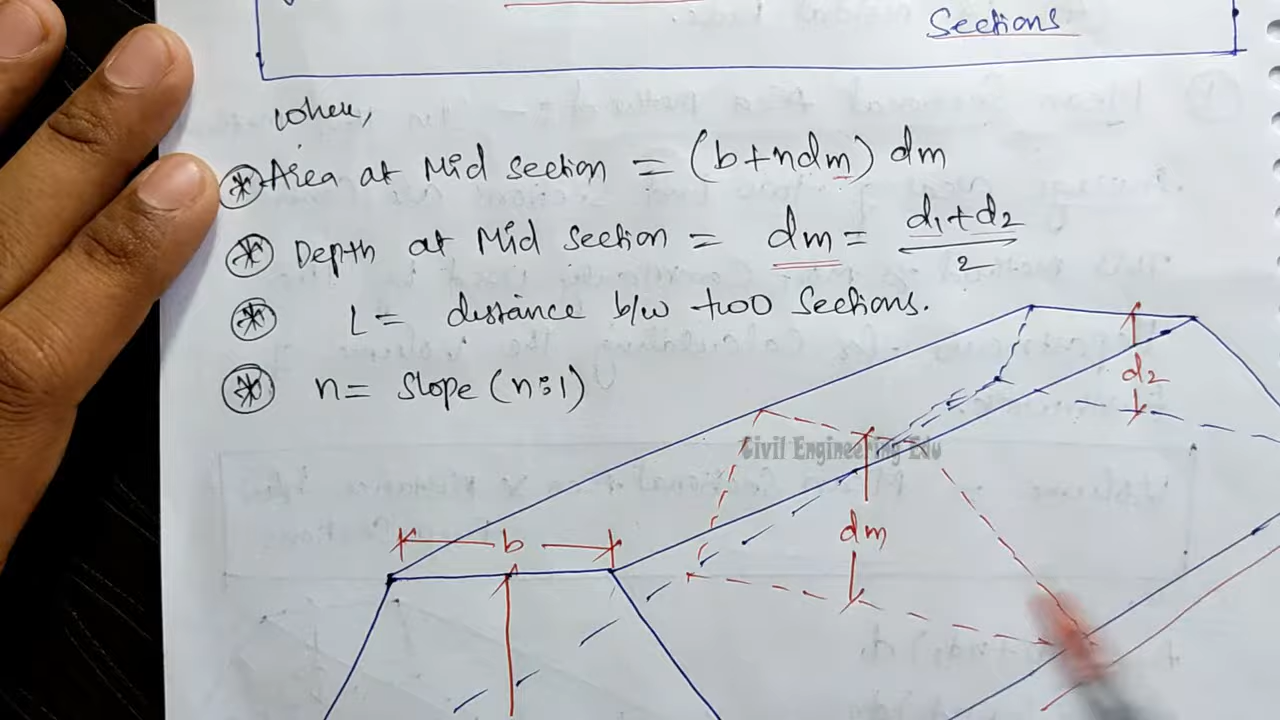 Sections
where,
* Area at Mid section = (b+ndm) dm
* Depth at Mid section = dm = d1+d2 / 2
* L = distance b/w two sections.
* n = slope (n:1)
d2
Civil Engineering Edu
b
dm